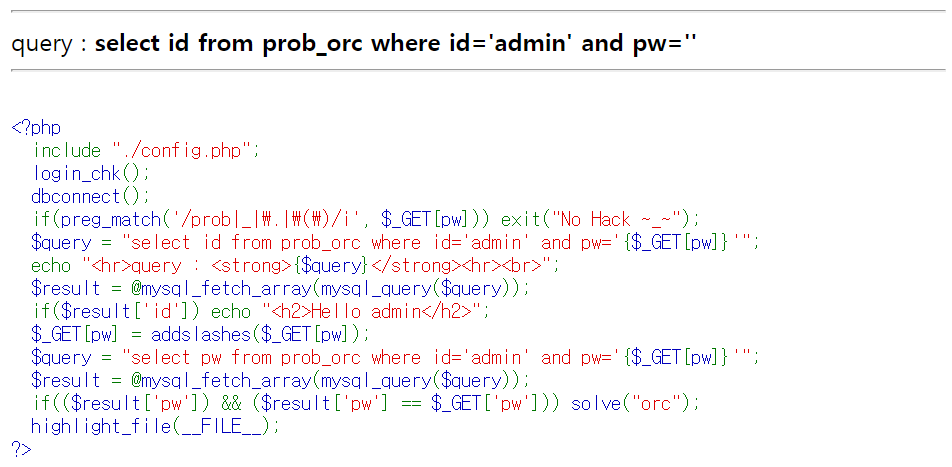 query : select id from prob_orc where id='admin' and pw=''
<?php
include "./config.php";
login_chk();
dbconnect();
if(preg_match('/prob|_|₩.|₩(₩)/i', $_GET[pw])) exit("No Hack ~_~");
$query = "select id from prob_orc where id='admin' and pw='{$_GET[pw]}'";
echo "<hr>query : <strong>{$query}</strong><hr><br>";
$result = @mysql_fetch_array(mysql_query($query));
if($result['id']) echo "<h2>Hello admin</h2>";
$_GET[pw] = addslashes($_GET[pw]);
$query = "select pw from prob_orc where id='admin' and pw='{$_GET[pw]}'";
$result = @mysql_fetch_array(mysql_query($query));
if(($result['pw']) && ($result['pw'] == $_GET['pw'])) solve("orc");
highlight_file(__FILE__);
?>